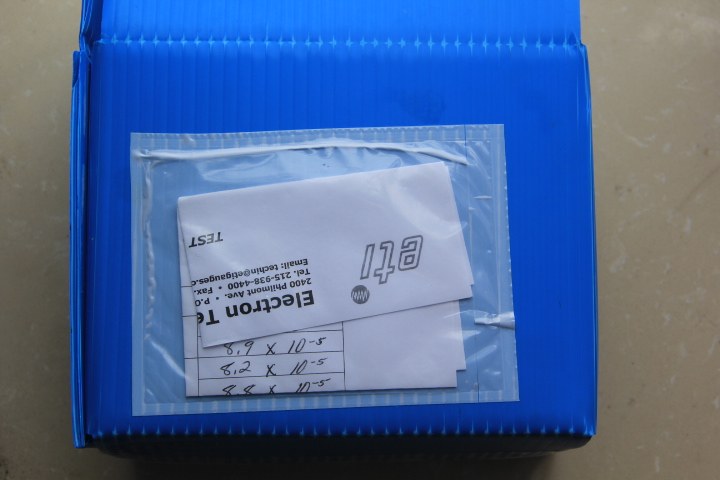 eti
Electron Te
2400 Philmont Ave. • P.O
Tel. 215-938-4400 • Fax.
Email: techin@etigauges.c
TEST
8.9 X 10⁻⁵
8.2 X 10⁻⁵
8.8 X 10⁻⁵